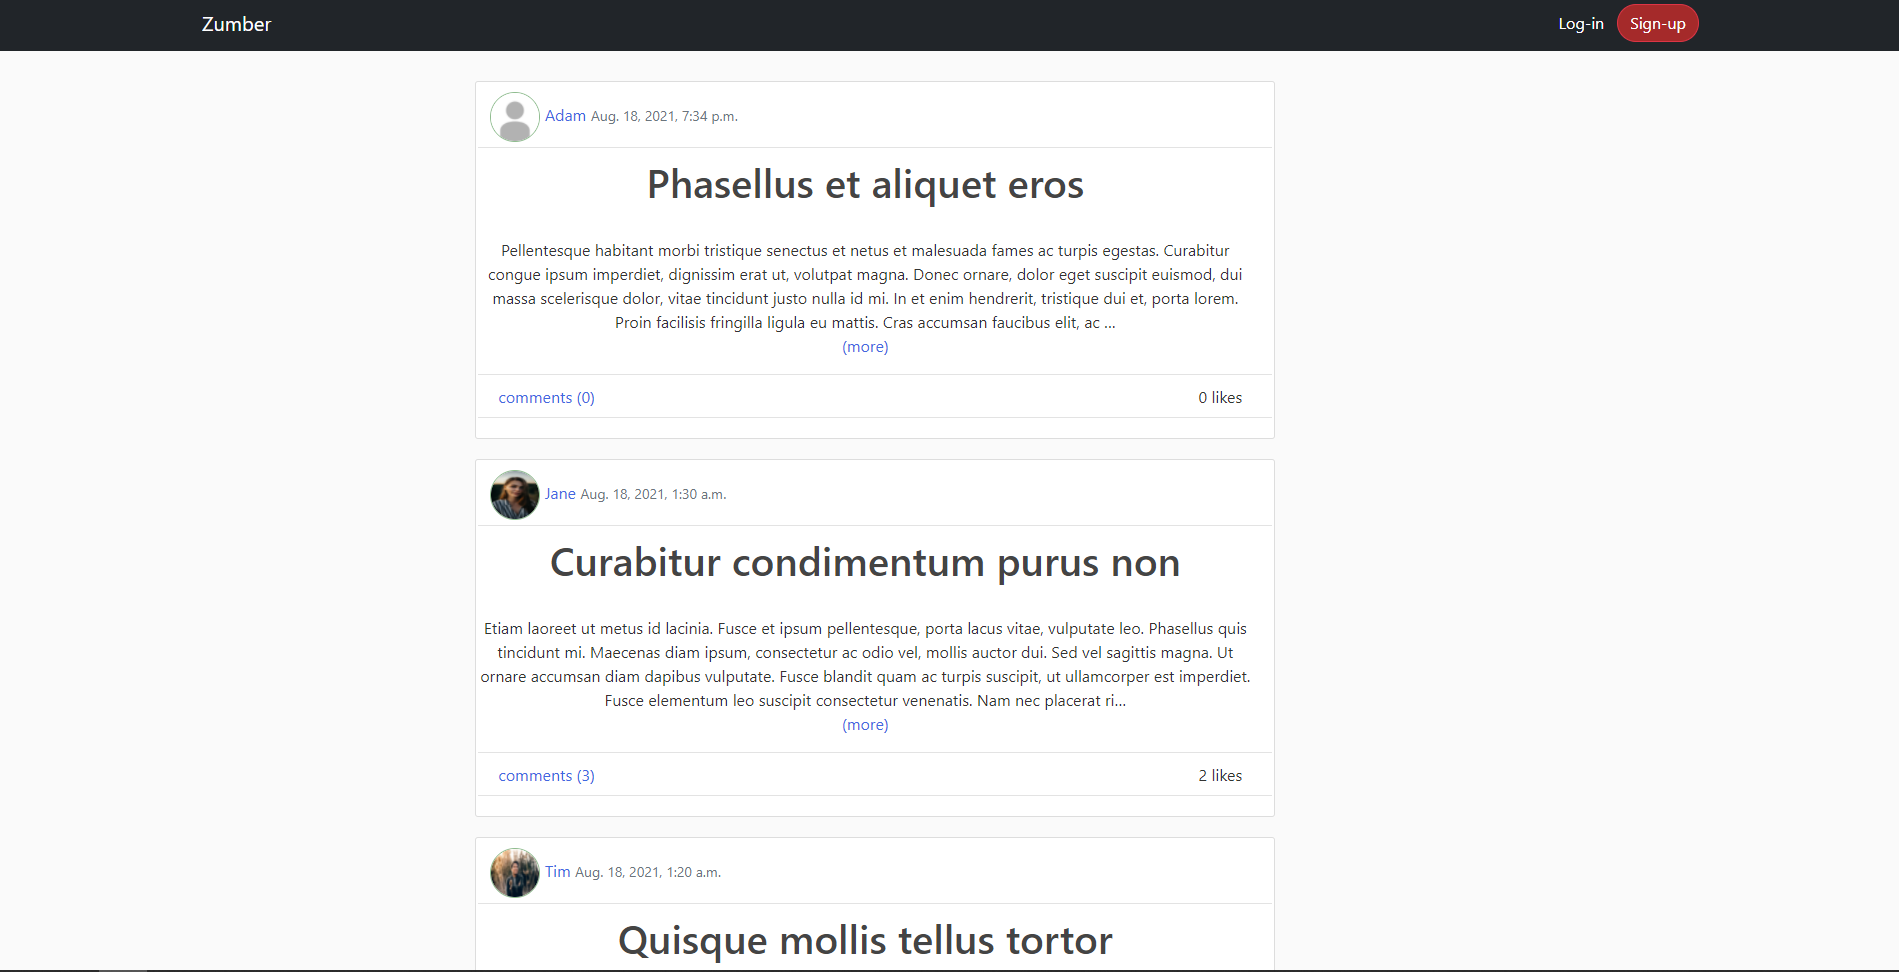 Zumber
Log-in Sign-up
Adam Aug. 18, 2021, 7:34 p.m.
Phasellus et aliquet eros
Pellentesque habitant morbi tristique senectus et netus et malesuada fames ac turpis egestas. Curabitur
congue ipsum imperdiet, dignissim erat ut, volutpat magna. Donec ornare, dolor eget suscipit euismod, dui
massa scelerisque dolor, vitae tincidunt justo nulla id mi. In et enim hendrerit, tristique dui et, porta lorem.
Proin facilisis fringilla ligula eu mattis. Cras accumsan faucibus elit, ac ...
(more)
comments (0) 0 likes
Jane Aug. 18, 2021, 1:30 a.m.
Curabitur condimentum purus non
Etiam laoreet ut metus id lacinia. Fusce et ipsum pellentesque, porta lacus vitae, vulputate leo. Phasellus quis
tincidunt mi. Maecenas diam ipsum, consectetur ac odio vel, mollis auctor dui. Sed vel sagittis magna. Ut
ornare accumsan diam dapibus vulputate. Fusce blandit quam ac turpis suscipit, ut ullamcorper est imperdiet.
Fusce elementum leo suscipit consectetur venenatis. Nam nec placerat ri...
(more)
comments (3) 2 likes
Tim Aug. 18, 2021, 1:20 a.m.
Quisque mollis tellus tortor